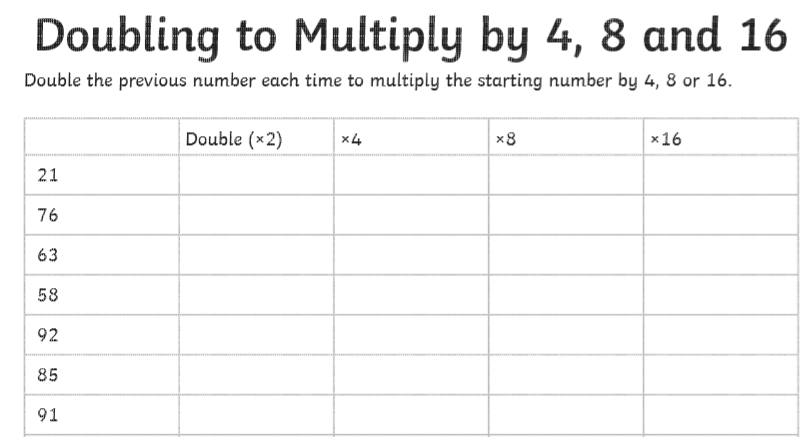 Doubling to Multiply by 4, 8 and 16
Double the previous number each time to multiply the starting number by 4, 8 or 16.
Double (×2) ×4 ×8 ×16
21
76
63
58
92
85
91